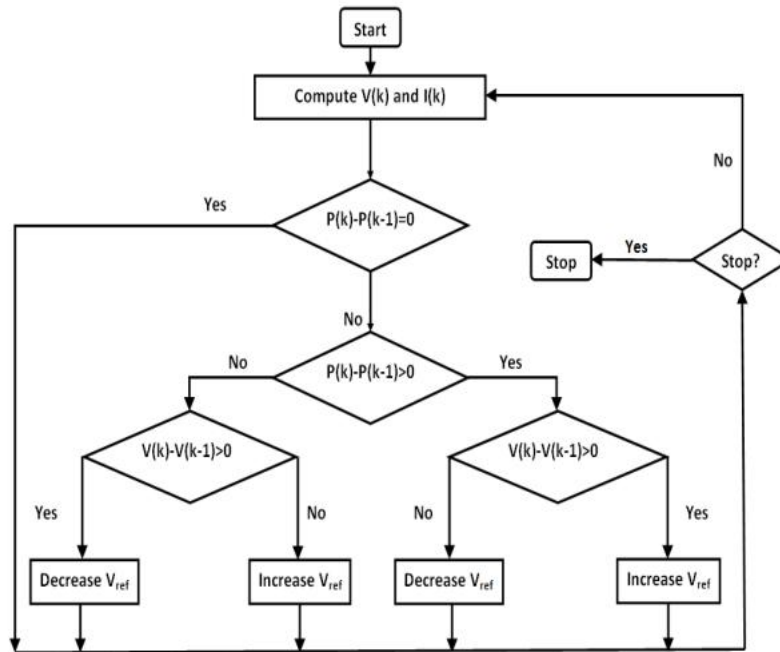 Start
Compute V(k) and I(k)
No
Yes
P(k)-P(k-1)=0
Yes
Stop
Stop?
No
No
P(k)-P(k-1)>0
Yes
V(k)-V(k-1)>0
V(k)-V(k-1)>0
Yes
No
No
Yes
Decrease Vref
Increase Vref
Decrease Vref
Increase Vref